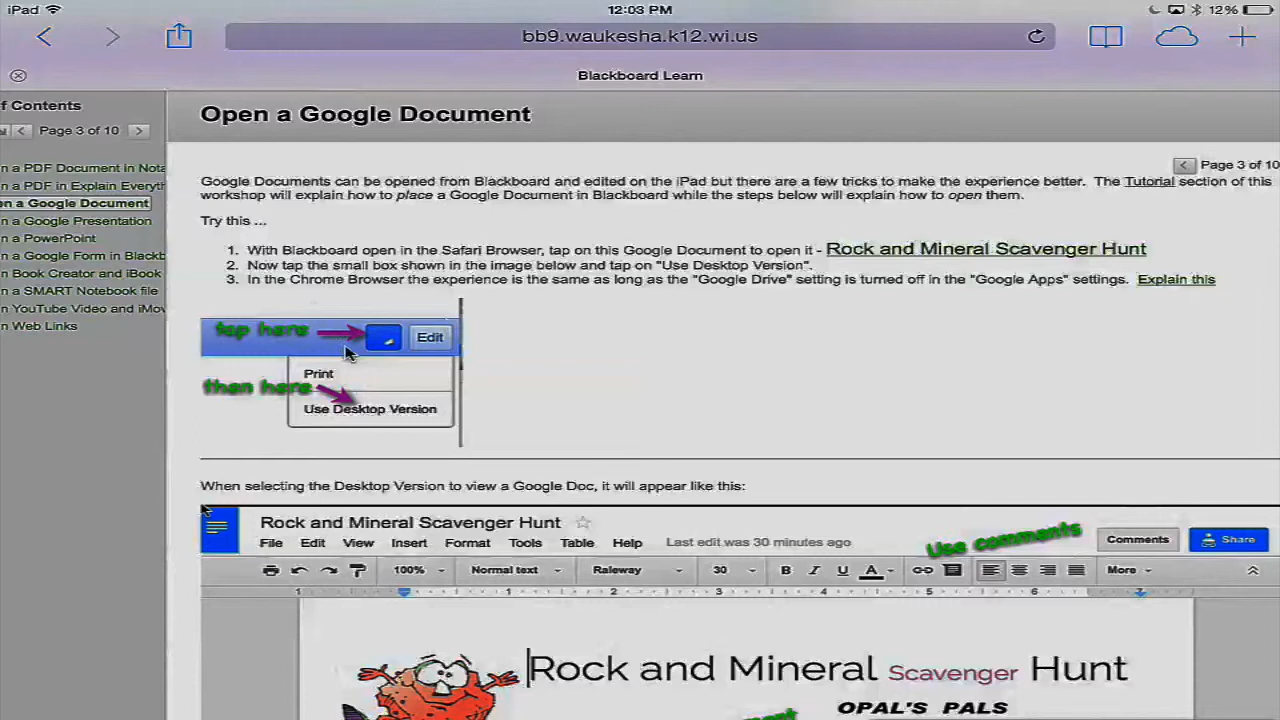 iPad 12:03 PM 12%
bb9.waukesha.k12.wi.us
Blackboard Learn
f Contents
Page 3 of 10
n a PDF Document in Nota
n a PDF in Explain Everyth
en a Google Document
n a Google Presentation
n a PowerPoint
n a Google Form in Blackb
n Book Creator and iBook
n a SMART Notebook file
n YouTube Video and iMov
n Web Links
Open a Google Document
Page 3 of 10
Google Documents can be opened from Blackboard and edited on the iPad but there are a few tricks to make the experience better. The Tutorial section of this
workshop will explain how to place a Google Document in Blackboard while the steps below will explain how to open them.
Try this ...
1. With Blackboard open in the Safari Browser, tap on this Google Document to open it - Rock and Mineral Scavenger Hunt
2. Now tap the small box shown in the image below and tap on "Use Desktop Version".
3. In the Chrome Browser the experience is the same as long as the "Google Drive" setting is turned off in the "Google Apps" settings. Explain this
tap here Edit
Print
then here
Use Desktop Version
When selecting the Desktop Version to view a Google Doc, it will appear like this:
Rock and Mineral Scavenger Hunt
File Edit View Insert Format Tools Table Help Last edit was 30 minutes ago
Use comments Comments Share
100% Normal text Raleway 30 B I U A More
1 1 2 3 4 5 6
Rock and Mineral Scavenger Hunt
OPAL'S PALS